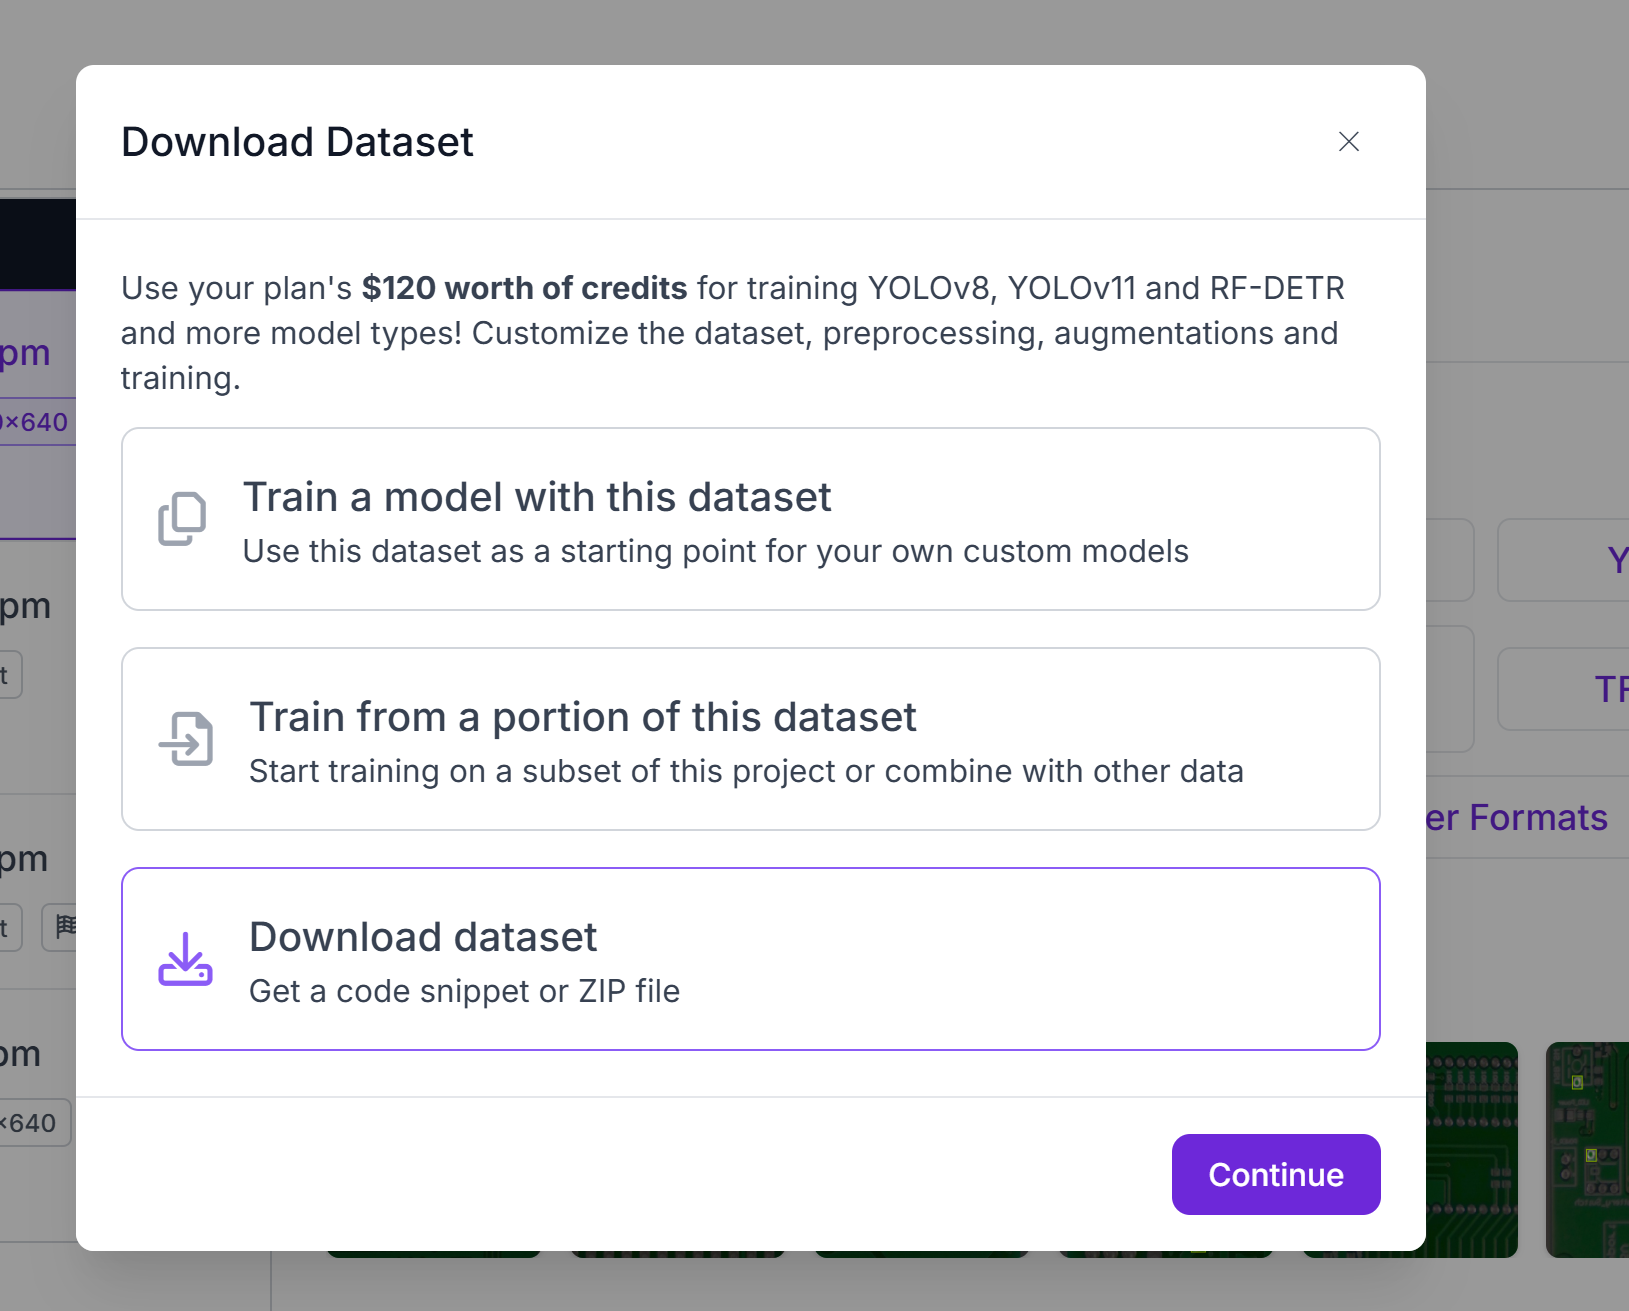 Download Dataset
Use your plan's $120 worth of credits for training YOLOv8, YOLOv11 and RF-DETR
and more model types! Customize the dataset, preprocessing, augmentations and
training.
pm
×640
Train a model with this dataset
Use this dataset as a starting point for your own custom models
Y
pm
t
Train from a portion of this dataset
Start training on a subset of this project or combine with other data
TF
er Formats
pm
t
Download dataset
Get a code snippet or ZIP file
pm
×640
Continue